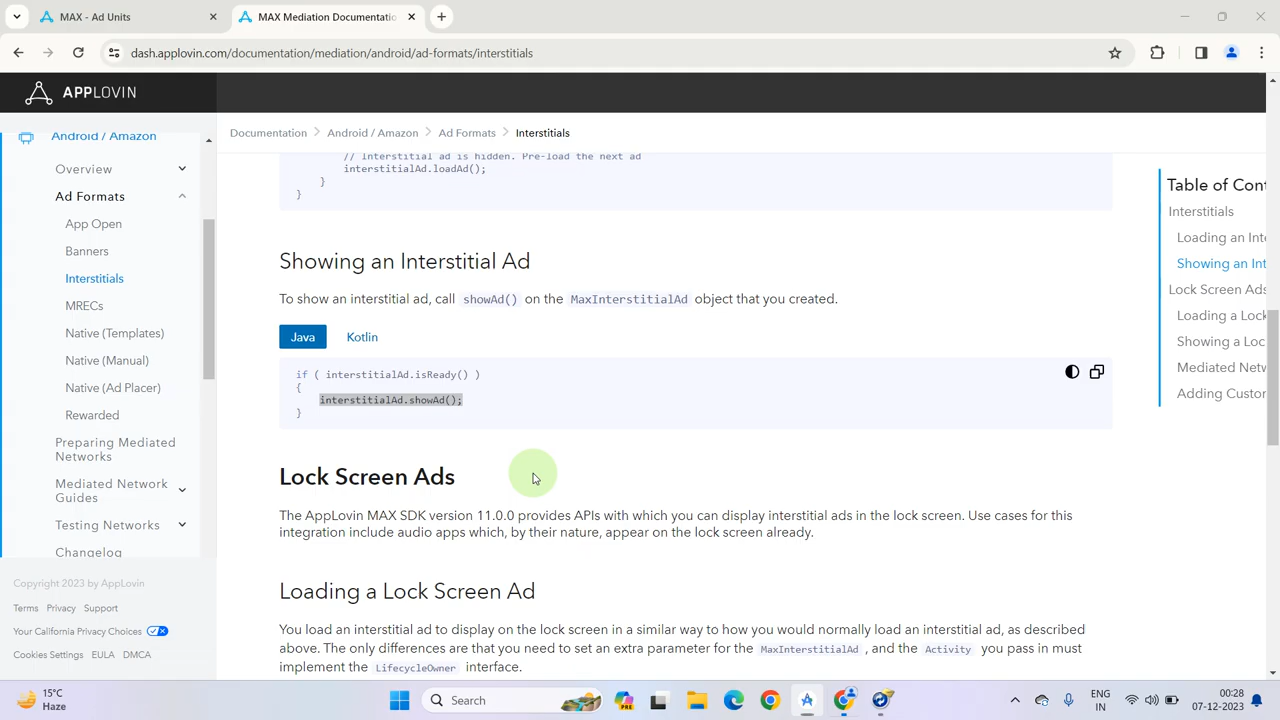 MAX - Ad Units
MAX Mediation Documentatio
dash.applovin.com/documentation/mediation/android/ad-formats/interstitials
APPLOVIN
Documentation
Android / Amazon
Ad Formats
Interstitials
Android / Amazon
Overview
Ad Formats
App Open
Banners
Interstitials
MRECs
Native (Templates)
Native (Manual)
Native (Ad Placer)
Rewarded
Preparing Mediated
Networks
Mediated Network
Guides
Testing Networks
Changelog
Copyright 2023 by AppLovin
Terms Privacy Support
Your California Privacy Choices
Cookies Settings EULA DMCA
// Interstitial ad is hidden. Pre-load the next ad
interstitialAd.loadAd();
}
}
Showing an Interstitial Ad
To show an interstitial ad, call showAd() on the MaxInterstitialAd object that you created.
Java Kotlin
if ( interstitialAd.isReady() )
{
interstitialAd.showAd();
}
Lock Screen Ads
The AppLovin MAX SDK version 11.0.0 provides APIs with which you can display interstitial ads in the lock screen. Use cases for this
integration include audio apps which, by their nature, appear on the lock screen already.
Loading a Lock Screen Ad
You load an interstitial ad to display on the lock screen in a similar way to how you would normally load an interstitial ad, as described
above. The only differences are that you need to set an extra parameter for the MaxInterstitialAd , and the Activity you pass in must
implement the LifecycleOwner interface.
Table of Con
Interstitials
Loading an Int
Showing an Int
Lock Screen Ads
Loading a Lock
Showing a Loc
Mediated Netw
Adding Custor
15°C
Haze
Search
PRE
ENG
IN
00:28
07-12-2023